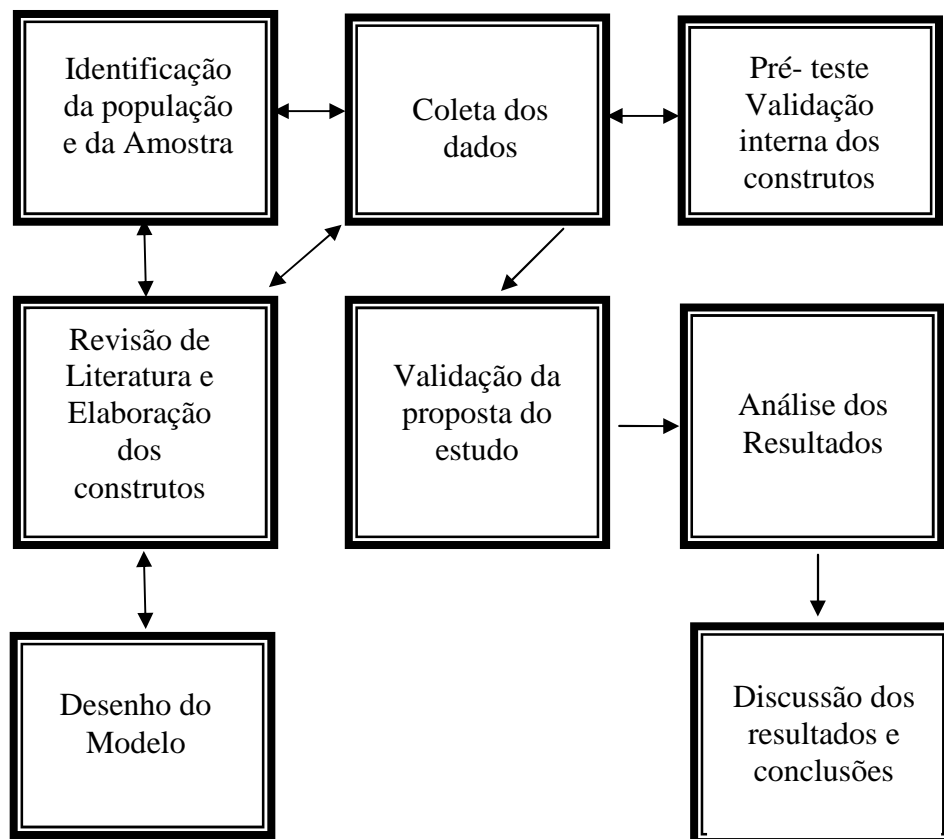 Identificação
da população
e da Amostra
Coleta dos
dados
Pré- teste
Validação
interna dos
construtos
Revisão de
Literatura e
Elaboração
dos
construtos
Validação da
proposta do
estudo
Análise dos
Resultados
Desenho do
Modelo
Discussão dos
resultados e
conclusões